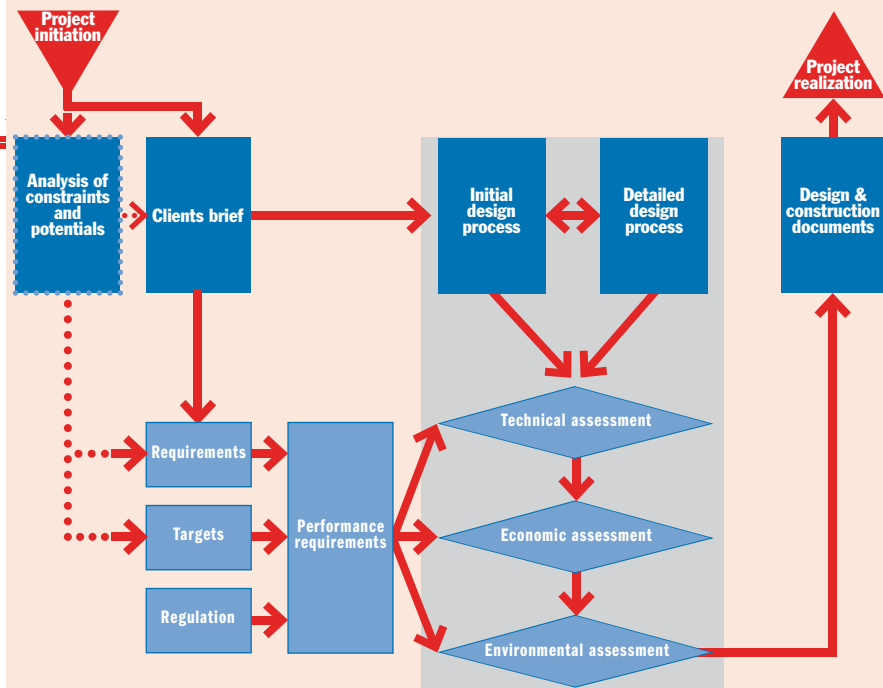 Project
initiation
Project
realization
Analysis of
constraints
and
potentials
Clients brief
Initial
design
process
Detailed
design
process
Design &
construction
documents
Technical assessment
Requirements
Performance
requirements
Targets
Economic assessment
Regulation
Environmental assessment